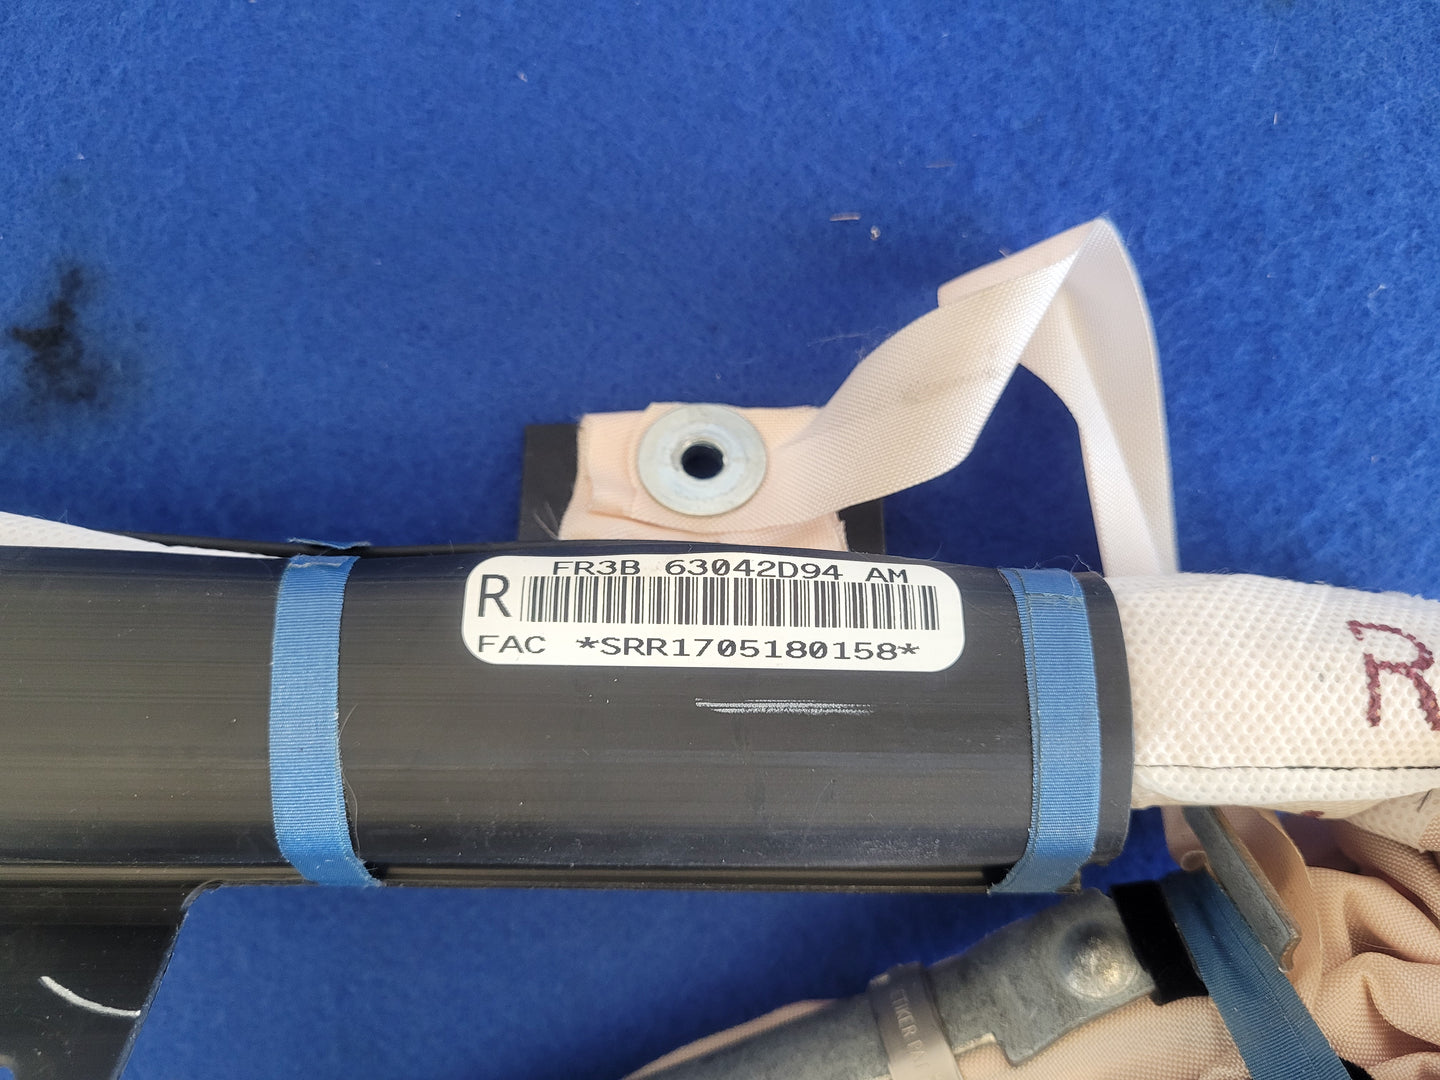 FR3B 63042D94 AM
R
FAC *SRR1705180158*
R